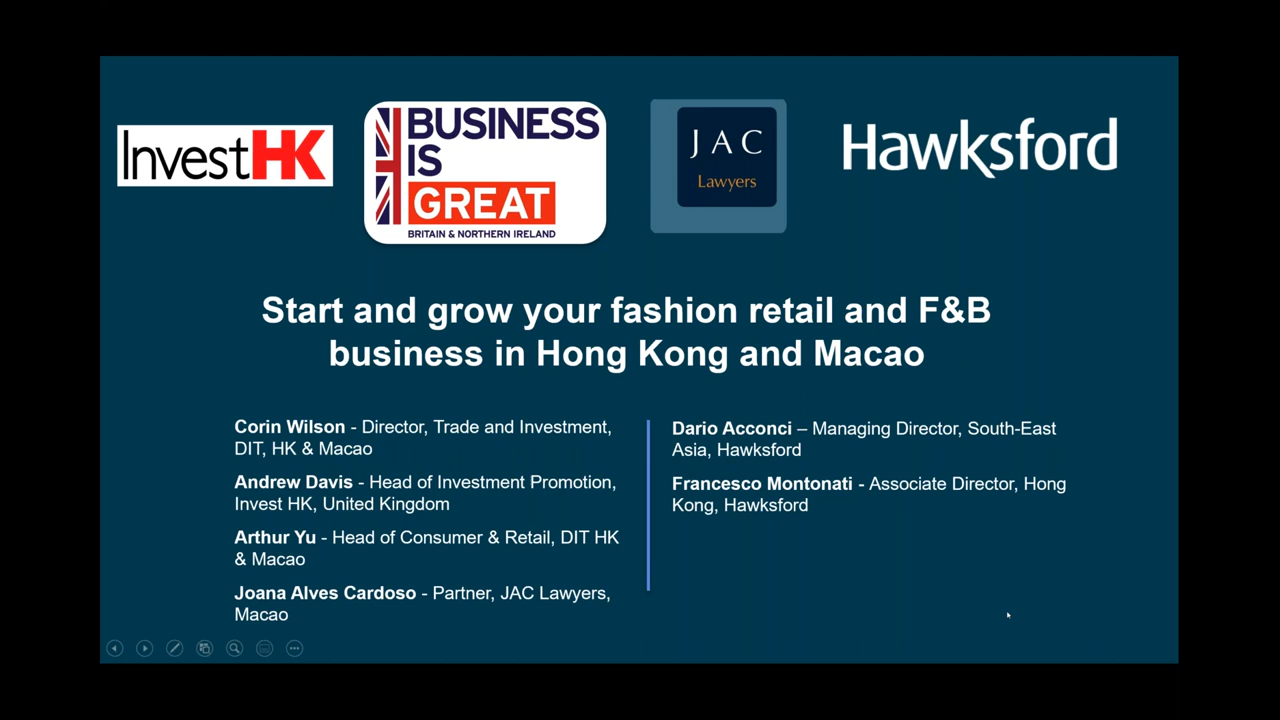 InvestHK
BUSINESS
IS
GREAT
BRITAIN & NORTHERN IRELAND
JAC
Lawyers
Hawksford
Start and grow your fashion retail and F&B
business in Hong Kong and Macao
Corin Wilson - Director, Trade and Investment,
DIT, HK & Macao
Andrew Davis - Head of Investment Promotion,
Invest HK, United Kingdom
Arthur Yu - Head of Consumer & Retail, DIT HK
& Macao
Joana Alves Cardoso - Partner, JAC Lawyers,
Macao
Dario Acconci – Managing Director, South-East
Asia, Hawksford
Francesco Montonati - Associate Director, Hong
Kong, Hawksford